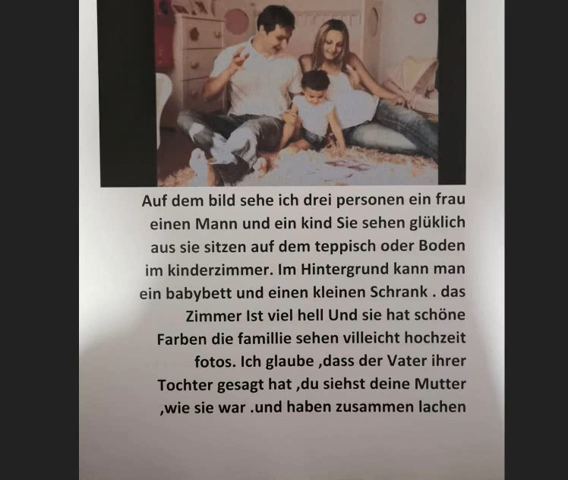 Auf dem bild sehe ich drei personen ein frau
einen Mann und ein kind Sie sehen glüklich
aus sie sitzen auf dem teppisch oder Boden
im kinderzimmer. Im Hintergrund kann man
ein babybett und einen kleinen Schrank . das
Zimmer Ist viel hell Und sie hat schöne
Farben die famillie sehen villeicht hochzeit
fotos. Ich glaube ,dass der Vater ihrer
Tochter gesagt hat ,du siehst deine Mutter
,wie sie war .und haben zusammen lachen